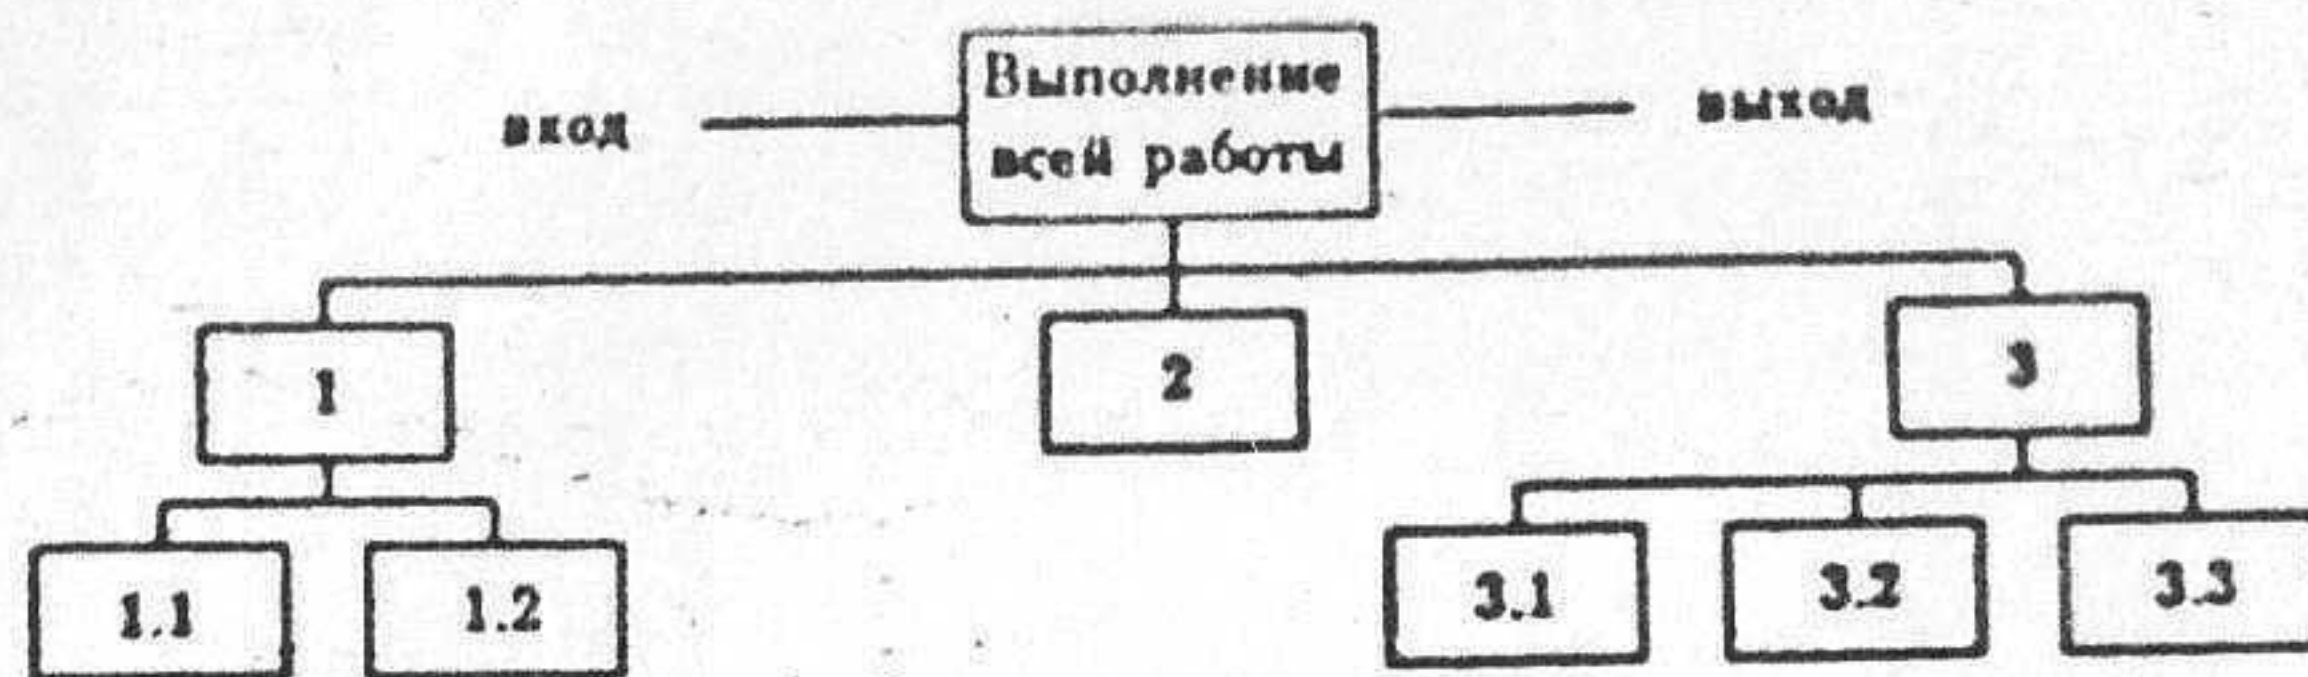 Выполнение
всей работы
вход
выход
1
2
3
1.1
1.2
3.1
3.2
3.3